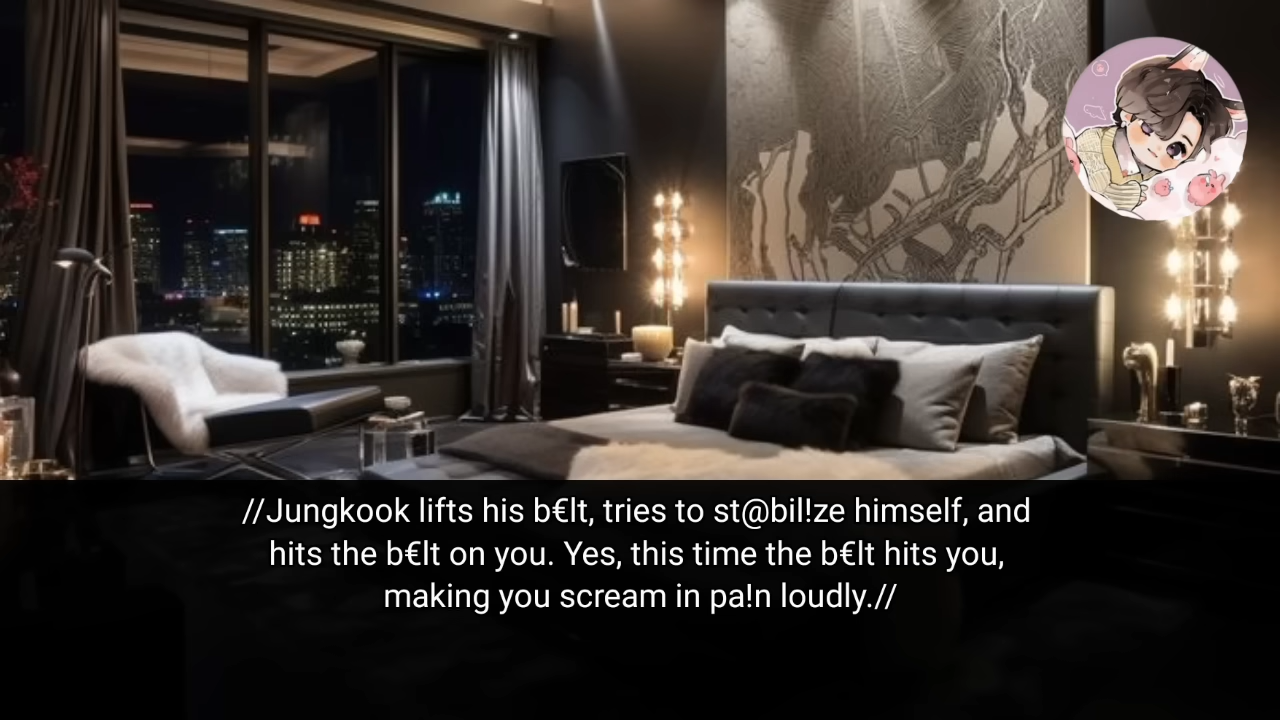 //Jungkook lifts his b€lt, tries to st@bil!ze himself, and
hits the b€lt on you. Yes, this time the b€lt hits you,
making you scream in pa!n loudly.//